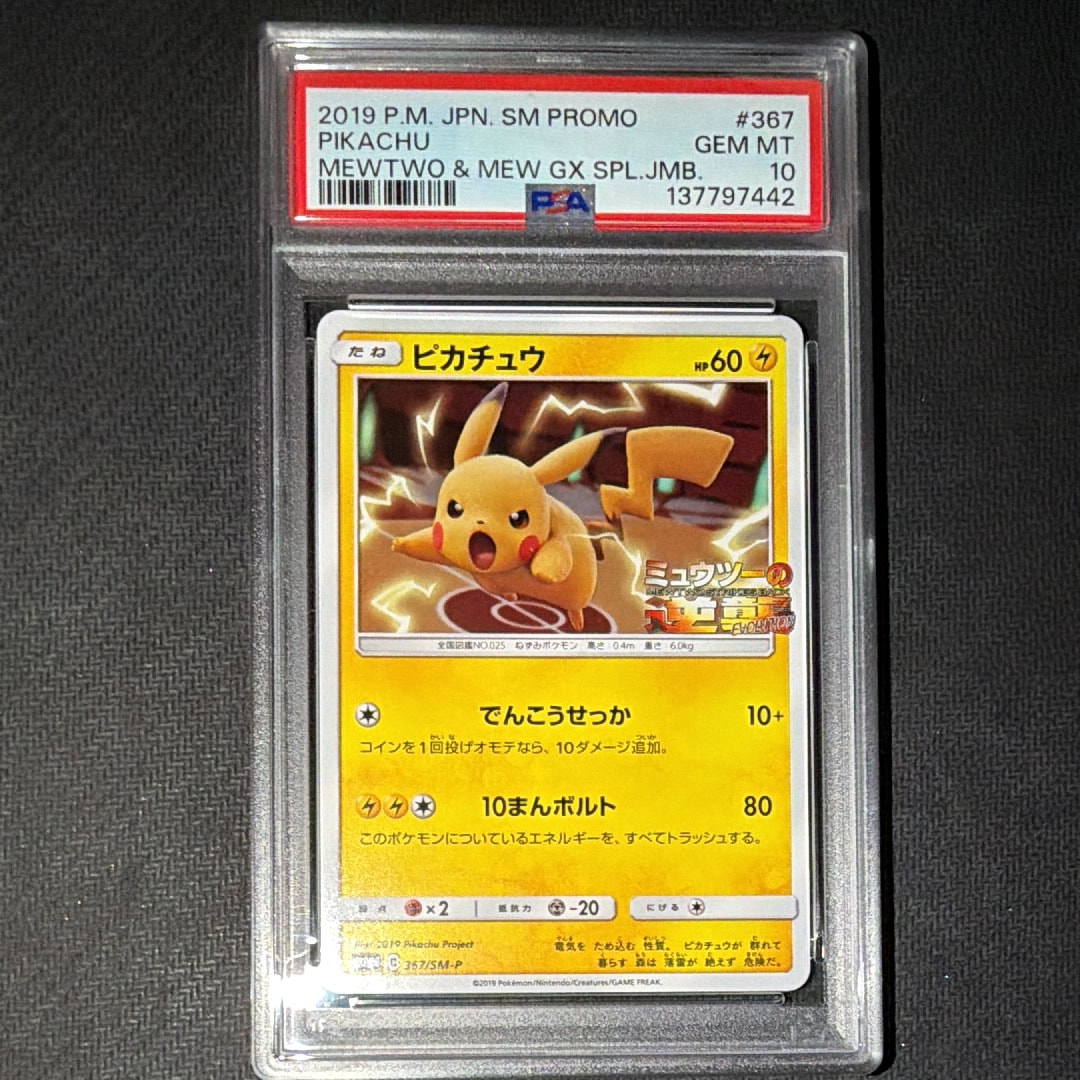 2019 P.M. JPN. SM PROMO #367
PIKACHU GEM MT
MEWTWO & MEW GX SPL.JMB. 10
PSA 137797442
たね ピカチュウ HP60
ミュウツーの
MEWTWO STRIKES BACK
逆襲
EVOLUTION
全国図鑑NO.025 ねずみポケモン 高さ:0.4m 重さ:6.0kg
でんこうせっか 10+
コインを1回投げオモテなら、10ダメージ追加。
10まんボルト 80
このポケモンについているエネルギーを、すべてトラッシュする。
弱点 ×2 抵抗力 -20 にげる
2019 Pikachu Project
367/SM-P
電気を ため込む 性質。 ピカチュウが 群れて
暮らす 森は 落雷が 絶えず 危険だ。
©2019 Pokémon/Nintendo/Creatures/GAME FREAK.